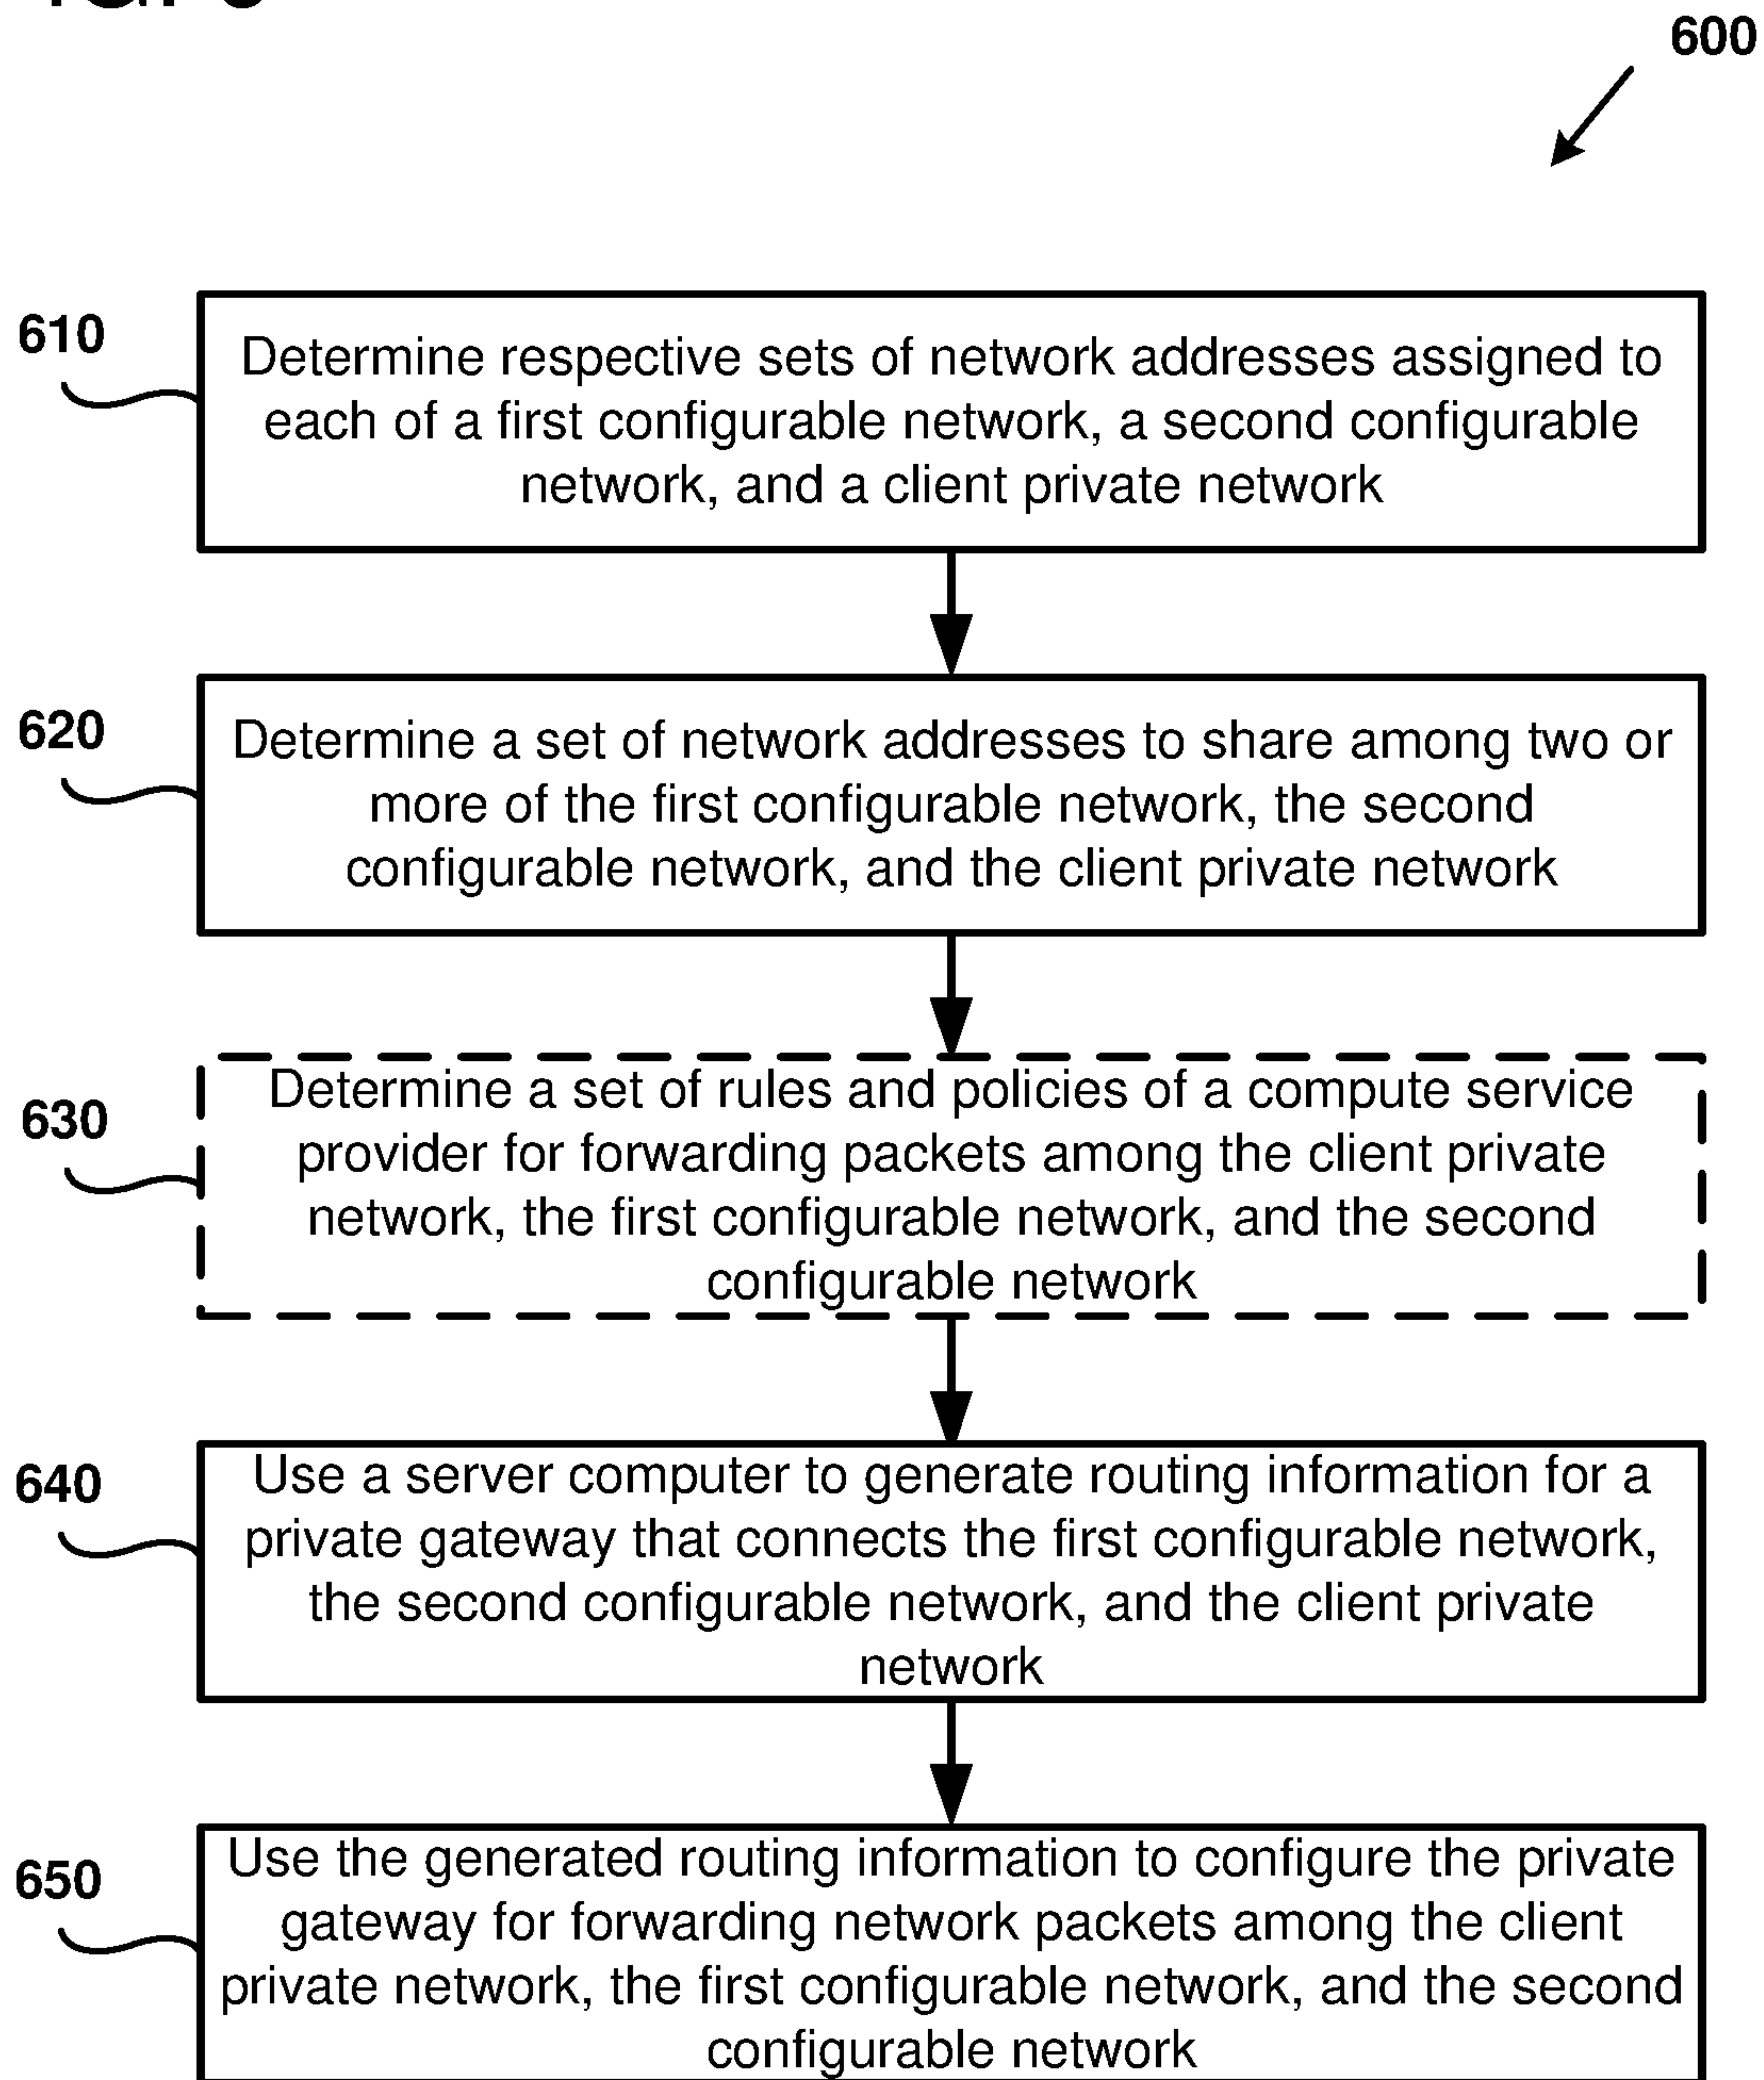 600
610
Determine respective sets of network addresses assigned to
each of a first configurable network, a second configurable
network, and a client private network
620
Determine a set of network addresses to share among two or
more of the first configurable network, the second
configurable network, and the client private network
630
Determine a set of rules and policies of a compute service
provider for forwarding packets among the client private
network, the first configurable network, and the second
configurable network
640
Use a server computer to generate routing information for a
private gateway that connects the first configurable network,
the second configurable network, and the client private
network
650
Use the generated routing information to configure the private
gateway for forwarding network packets among the client
private network, the first configurable network, and the second
configurable network